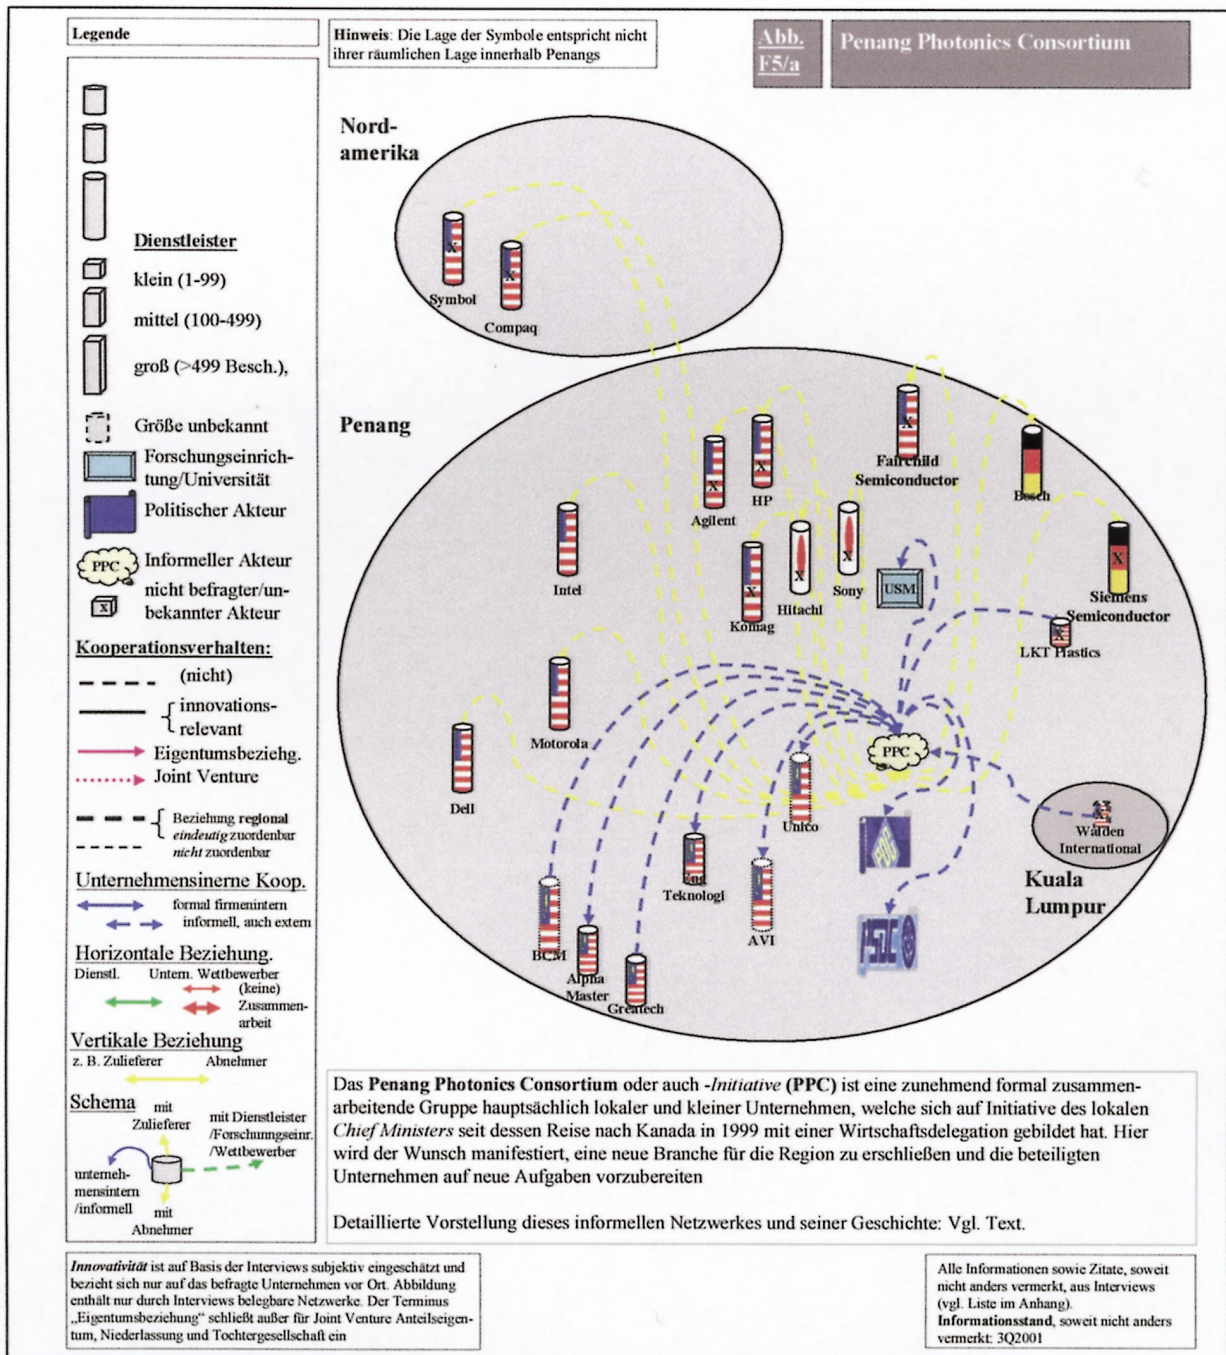 Legende
Hinweis: Die Lage der Symbole entspricht nicht
ihrer räumlichen Lage innerhalb Penangs
Abb.
F5/a
Penang Photonics Consortium
Dienstleister
klein (1-99)
mittel (100-499)
groß (>499 Besch.),
Größe unbekannt
Forschungseinrich-
tung/Universität
Politischer Akteur
PPC
Informeller Akteur
x
nicht befragter/un-
bekannter Akteur
Kooperationsverhalten:
(nicht)
innovations-
relevant
Eigentumsbeziehg.
Joint Venture
Beziehung regional
eindeutig zuordenbar
nicht zuordenbar
Unternehmensinerne Koop.
formal firmenintern
informell, auch extern
Horizontale Beziehung.
Dienstl. Untern. Wettbewerber
(keine)
Zusammen-
arbeit
Vertikale Beziehung
z. B. Zulieferer Abnehmer
Schema
mit
Zulieferer
mit Dienstleister
/Forschunngseinr.
/Wettbewerber
unterneh-
mensintern
/informell
mit
Abnehmer
Nord-
amerika
X
Symbol
X
Compaq
Penang
X
Fairchild
Semiconductor
Bosch
X
HP
X
Agilent
Intel
X
Sony
X
Hitachi
X
Komag
USM
X
Siemens
Semiconductor
X
LKT Plastics
Motorola
Dell
PPC
Unico
X
Walden
International
Kuala
Lumpur
PDC
Eng
Teknologi
AVI
PSDC
BCM
Alpha
Master
Greatech
Das Penang Photonics Consortium oder auch -Initiative (PPC) ist eine zunehmend formal zusammen-
arbeitende Gruppe hauptsächlich lokaler und kleiner Unternehmen, welche sich auf Initiative des lokalen
Chief Ministers seit dessen Reise nach Kanada in 1999 mit einer Wirtschaftsdelegation gebildet hat. Hier
wird der Wunsch manifestiert, eine neue Branche für die Region zu erschließen und die beteiligten
Unternehmen auf neue Aufgaben vorzubereiten
Detaillierte Vorstellung dieses informellen Netzwerkes und seiner Geschichte: Vgl. Text.
Innovativität ist auf Basis der Interviews subjektiv eingeschätzt und
bezieht sich nur auf das befragte Unternehmen vor Ort. Abbildung
enthält nur durch Interviews belegbare Netzwerke. Der Terminus
„Eigentumsbeziehung“ schließt außer für Joint Venture Anteilseigen-
tum, Niederlassung und Tochtergesellschaft ein
Alle Informationen sowie Zitate, soweit
nicht anders vermerkt, aus Interviews
(vgl. Liste im Anhang).
Informationsstand, soweit nicht anders
vermerkt: 3Q2001